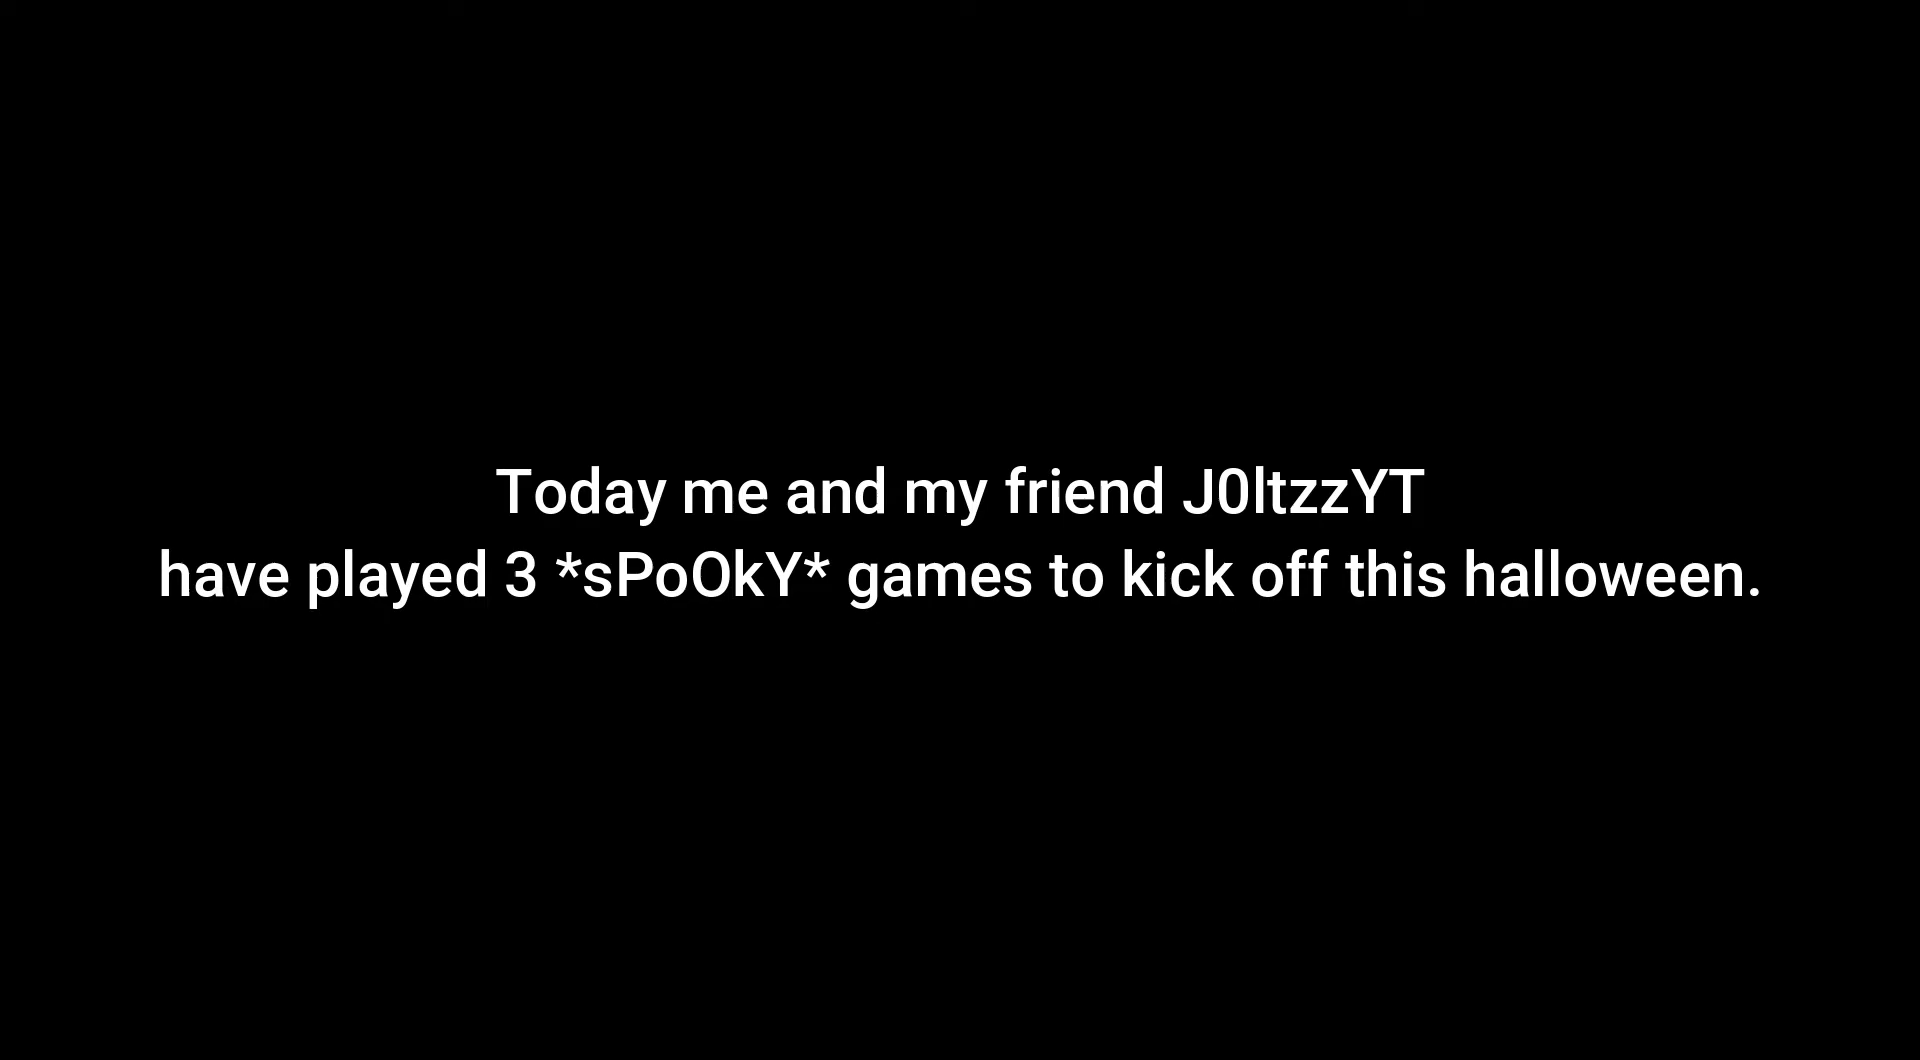 Today me and my friend J0ltzzYT
have played 3 *sPoOkY* games to kick off this halloween.